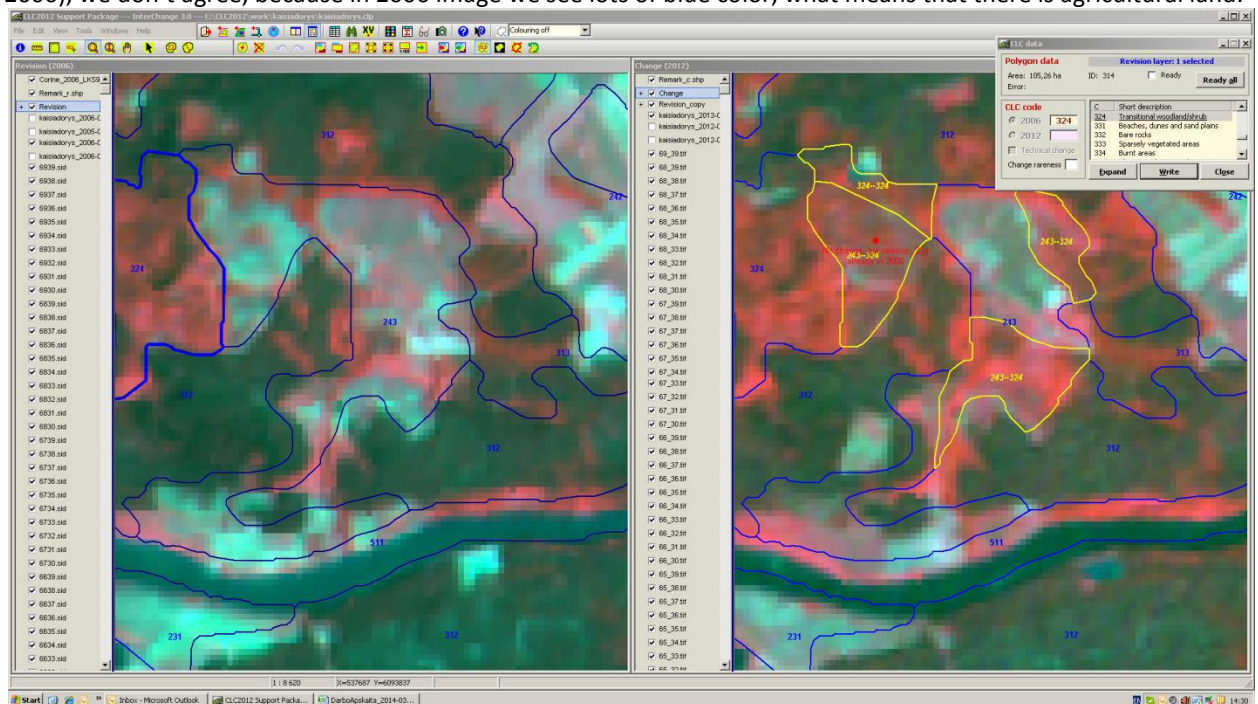 2006), we don't agree, because in 2006 image we see lots of blue color, what means that there is agricultural land.
CLC2012 Support Package --- InterChange 3.0 --- C:\CLC2012\work\kaisiadorys\kaisiadorys.clp
File Edit View Tools Windows Help
Colouring off
Revision (2006)
Corine_2006_LKS9
Remark_r.shp
Revision
kaisiadorys_2006-0
kaisiadorys_2005-0
kaisiadorys_2006-0
kaisiadorys_2006-0
6939.sid
6938.sid
6937.sid
6936.sid
6935.sid
6934.sid
6933.sid
6932.sid
6931.sid
6930.sid
6839.sid
6838.sid
6837.sid
6836.sid
6835.sid
6834.sid
6833.sid
6832.sid
6831.sid
6830.sid
6739.sid
6738.sid
6737.sid
6736.sid
6735.sid
6734.sid
6733.sid
6732.sid
6731.sid
6730.sid
6639.sid
6638.sid
6637.sid
6636.sid
6635.sid
6634.sid
6633.sid
312
242
324
243
313
312
312
511
231
312
Change (2012)
Remark_c.shp
Change
Revision_copy
kaisiadorys_2013-0
kaisiadorys_2012-0
kaisiadorys_2012-0
69_39.tif
68_39.tif
68_38.tif
68_37.tif
68_36.tif
68_35.tif
68_34.tif
68_33.tif
68_32.tif
68_31.tif
68_30.tif
67_39.tif
67_38.tif
67_37.tif
67_36.tif
67_35.tif
67_34.tif
67_33.tif
67_32.tif
67_31.tif
67_30.tif
66_39.tif
66_38.tif
66_37.tif
66_36.tif
66_35.tif
66_34.tif
66_33.tif
66_32.tif
66_31.tif
66_30.tif
65_39.tif
65_38.tif
65_37.tif
65_36.tif
65_35.tif
65_34.tif
65_33.tif
65_32.tif
312
242
324--324
243--324
243--324
already in 2006
324
243
313
243--324
312
312
511
231
312
CLC data
Polygon data
Revision layer: 1 selected
Area: 105,26 ha
ID: 314
Ready
Ready all
Error:
CLC code
2006 324
2012
Technical change
Change rareness
C Short description
324 Transitional woodland/shrub
331 Beaches, dunes and sand plains
332 Bare rocks
333 Sparsely vegetated areas
334 Burnt areas
Expand
Write
Close
1 : 8 620
X=537687 Y=6093837
Start
Inbox - Microsoft Outlook
CLC2012 Support Packa...
DarboApskaita_2014-03...
14:30